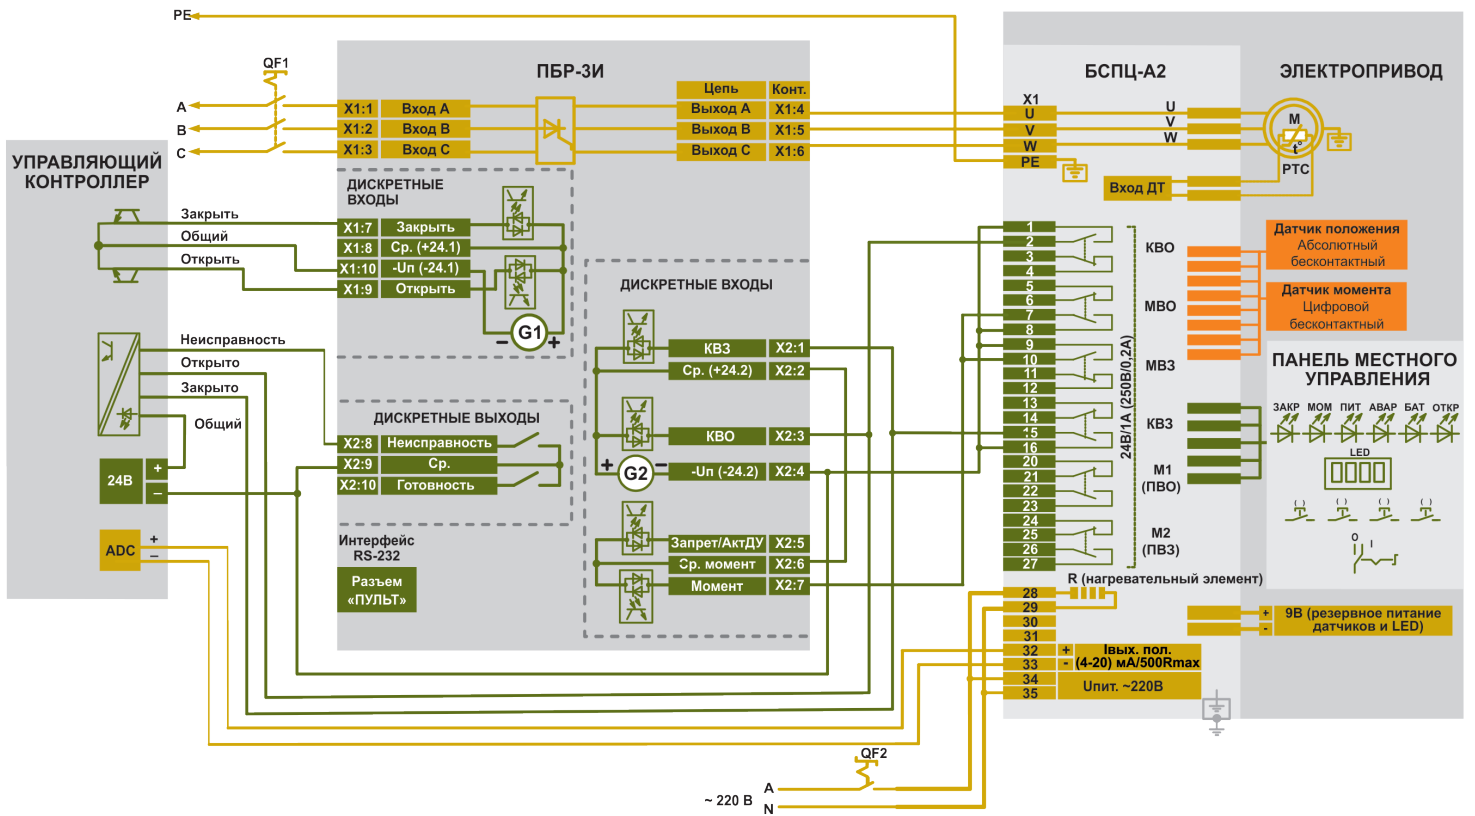 PE
QF1
A
B
C
УПРАВЛЯЮЩИЙ
КОНТРОЛЛЕР
Закрыть
Общий
Открыть
Неисправность
Открыто
Закрыто
Общий
24В
+
–
ADC
+
–
ПБР-3И
Цепь Конт.
X1:1 Вход A
X1:2 Вход B
X1:3 Вход C
Выход A X1:4
Выход B X1:5
Выход C X1:6
ДИСКРЕТНЫЕ
ВХОДЫ
X1:7 Закрыть
X1:8 Ср. (+24.1)
X1:10 -Uп (-24.1)
X1:9 Открыть
– G1 +
ДИСКРЕТНЫЕ ВХОДЫ
КВЗ X2:1
Ср. (+24.2) X2:2
КВО X2:3
+ G2 –
-Uп (-24.2) X2:4
Запрет/АктДУ X2:5
Ср. момент X2:6
Момент X2:7
ДИСКРЕТНЫЕ ВЫХОДЫ
X2:8 Неисправность
X2:9 Ср.
X2:10 Готовность
Интерфейс
RS-232
Разъем
«ПУЛЬТ»
БСПЦ-А2
X1
U
V
W
PE
U
V
W
Вход ДТ
1
2
3
4
5
6
7
8
9
10
11
12
13
14
15
16
20
21
22
23
24
25
26
27
24В/1А (250В/0,2А)
КВО
МВО
МВЗ
КВЗ
М1
(ПВО)
М2
(ПВЗ)
R (нагревательный элемент)
28
29
30
31
32 + Iвых. пол.
33 - (4-20) мА/500Rmax
34
35
Uпит. ~220В
ЭЛЕКТРОПРИВОД
M
t°
РТС
Датчик положения
Абсолютный
бесконтактный
Датчик момента
Цифровой
бесконтактный
ПАНЕЛЬ МЕСТНОГО
УПРАВЛЕНИЯ
ЗАКР МОМ ПИТ АВАР БАТ ОТКР
LED
( ) ( ) ( ) ( )
O I
+ 9В (резервное питание
- датчиков и LED)
QF2
A
~ 220 В
N